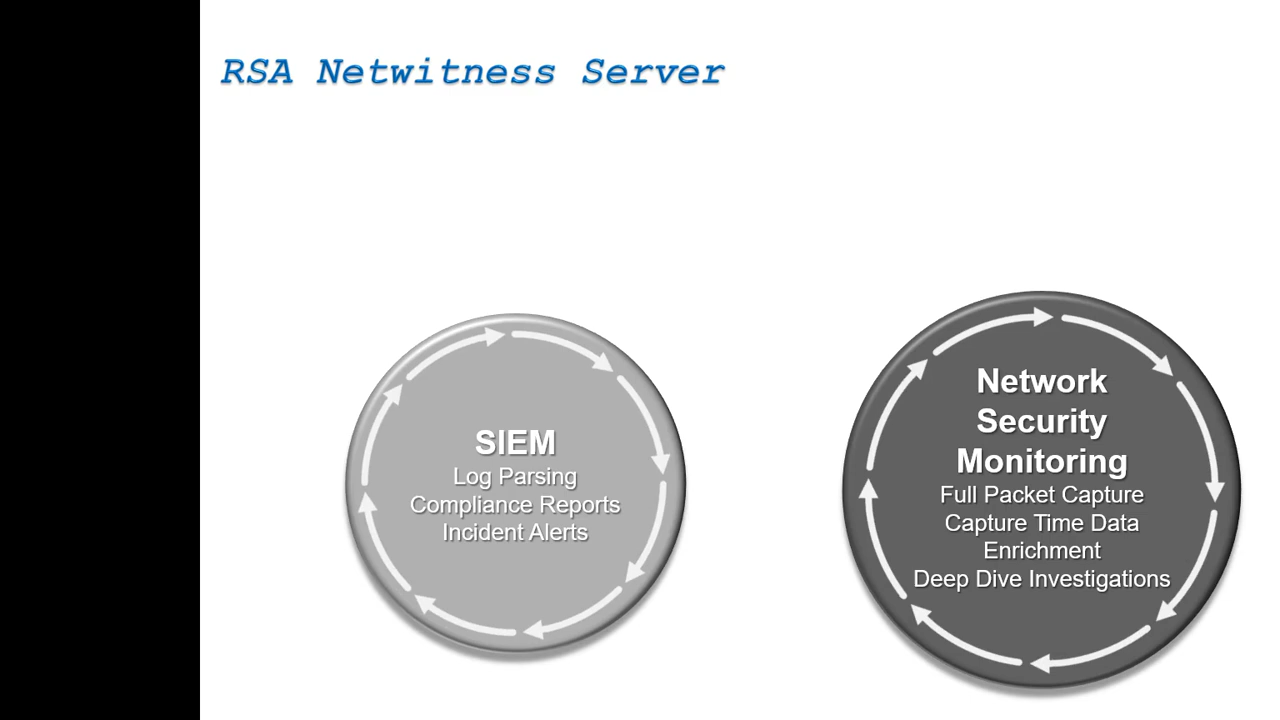 RSA Netwitness Server
SIEM
Log Parsing
Compliance Reports
Incident Alerts
Network
Security
Monitoring
Full Packet Capture
Capture Time Data
Enrichment
Deep Dive Investigations